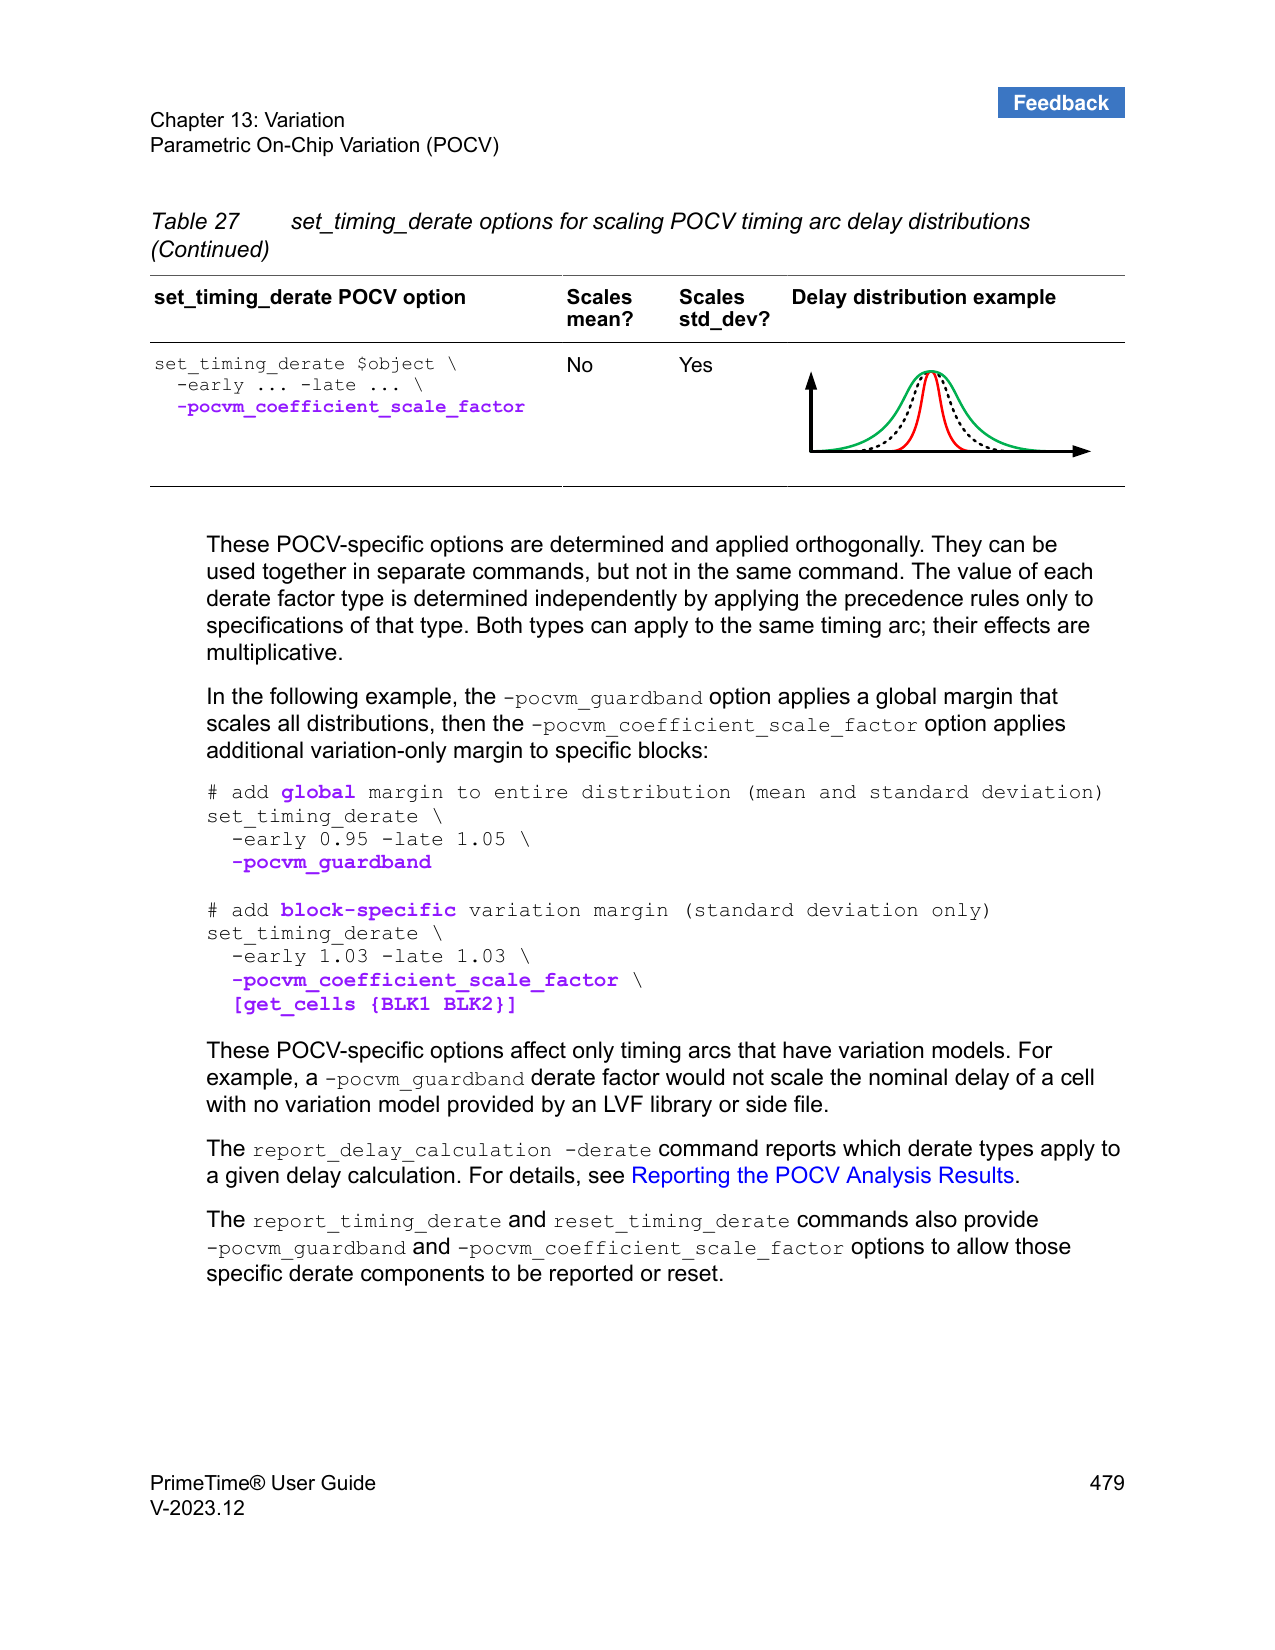 Feedback
Chapter 13: Variation
Parametric On-Chip Variation (POCV)
Table 27 set_timing_derate options for scaling POCV timing arc delay distributions
(Continued)
set_timing_derate POCV option Scales Scales Delay distribution example
mean? std_dev?
set_timing_derate $object \ No Yes
-early ... -late ... \
-pocvm_coefficient_scale_factor
These POCV-specific options are determined and applied orthogonally. They can be
used together in separate commands, but not in the same command. The value of each
derate factor type is determined independently by applying the precedence rules only to
specifications of that type. Both types can apply to the same timing arc; their effects are
multiplicative.
In the following example, the -pocvm_guardband option applies a global margin that
scales all distributions, then the -pocvm_coefficient_scale_factor option applies
additional variation-only margin to specific blocks:
# add global margin to entire distribution (mean and standard deviation)
set_timing_derate \
-early 0.95 -late 1.05 \
-pocvm_guardband
# add block-specific variation margin (standard deviation only)
set_timing_derate \
-early 1.03 -late 1.03 \
-pocvm_coefficient_scale_factor \
[get_cells {BLK1 BLK2}]
These POCV-specific options affect only timing arcs that have variation models. For
example, a -pocvm_guardband derate factor would not scale the nominal delay of a cell
with no variation model provided by an LVF library or side file.
The report_delay_calculation -derate command reports which derate types apply to
a given delay calculation. For details, see Reporting the POCV Analysis Results.
The report_timing_derate and reset_timing_derate commands also provide
-pocvm_guardband and -pocvm_coefficient_scale_factor options to allow those
specific derate components to be reported or reset.
PrimeTime® User Guide 479
V-2023.12